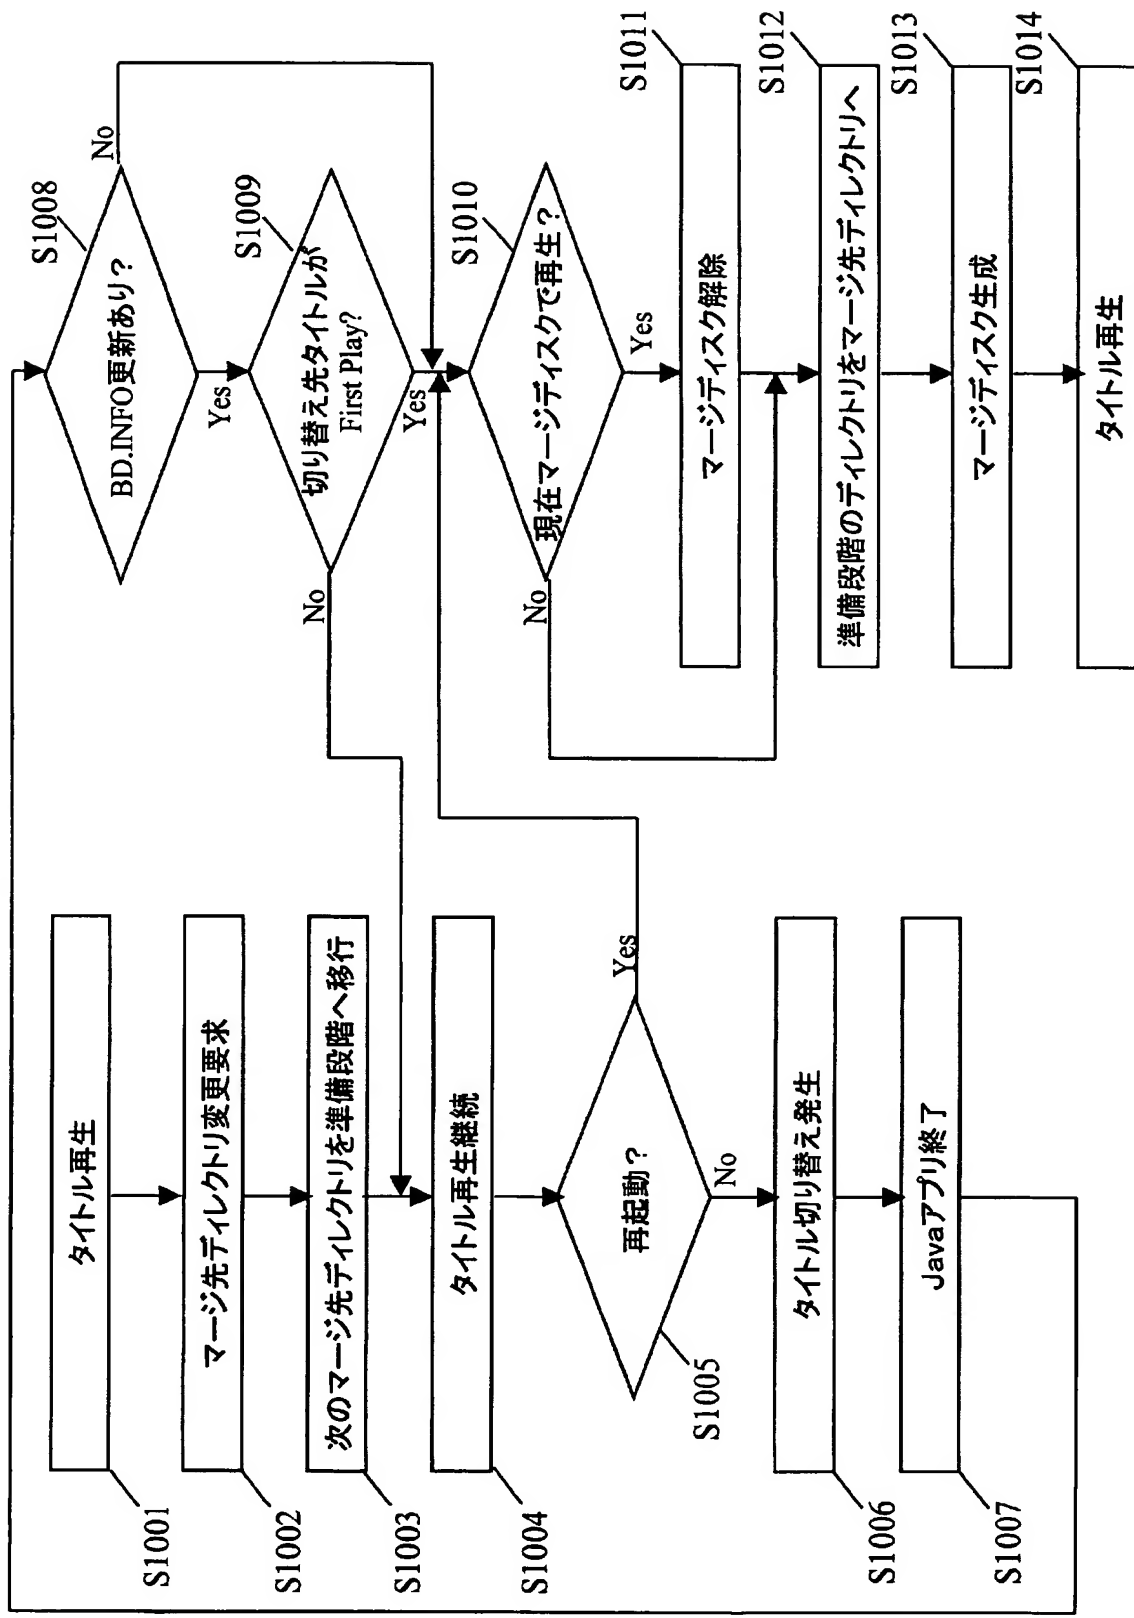 タイトル再生
S1001
マージ先ディレクトリ変更要求
S1002
次のマージ先ディレクトリを準備段階へ移行
S1003
タイトル再生継続
S1004
再起動？
Yes
No
S1005
タイトル切り替え発生
S1006
Javaアプリ終了
S1007
S1008
BD.INFO更新あり？
No
Yes
S1009
切り替え先タイトルが
First Play?
No
Yes
S1010
現在マージディスクで再生？
No
Yes
S1011
マージディスク解除
S1012
準備段階のディレクトリをマージ先ディレクトリへ
S1013
マージディスク生成
S1014
タイトル再生